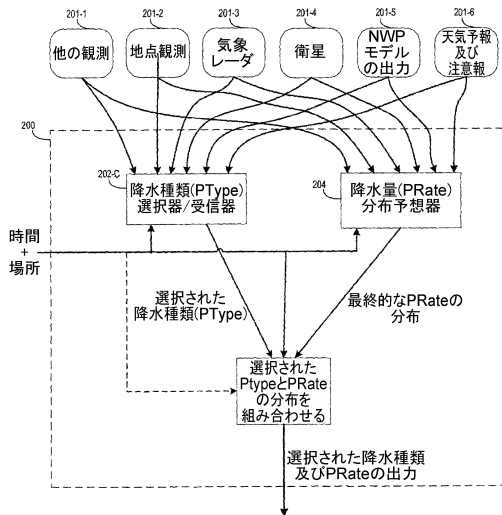 201-1
201-2
201-3
201-4
201-5
201-6
他の観測
地点観測
気象
レーダ
衛星
NWP
モデル
の出力
天気予報
及び
注意報
200
202-C
降水種類(PType)
選択器/受信器
204
降水量(PRate)
分布予想器
時間
+
場所
選択された
降水種類(PType)
最終的なPRateの
分布
選択された
PtypeとPRate
の分布を
組み合わせる
選択された降水種類
及びPRateの出力